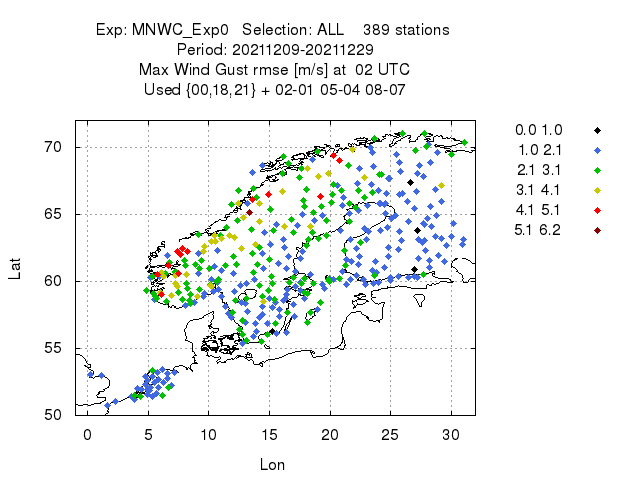 Exp: MNWC_Exp0   Selection: ALL    389 stations
Period: 20211209-20211229
Max Wind Gust rmse [m/s] at  02 UTC
Used {00,18,21} + 02-01 05-04 08-07
0.0 1.0
1.0 2.1
2.1 3.1
3.1 4.1
4.1 5.1
5.1 6.2
70
65
60
55
50
Lat
0 5 10 15 20 25 30
Lon